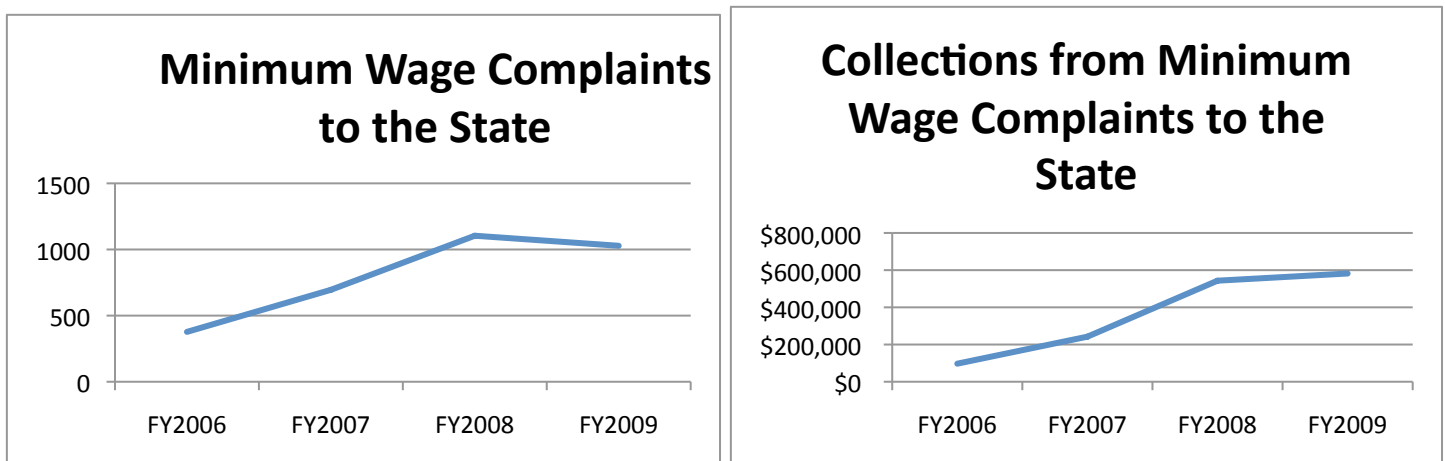 Minimum Wage Complaints
to the State
1500
1000
500
0
FY2006 FY2007 FY2008 FY2009
Collections from Minimum
Wage Complaints to the
State
$800,000
$600,000
$400,000
$200,000
$0
FY2006 FY2007 FY2008 FY2009